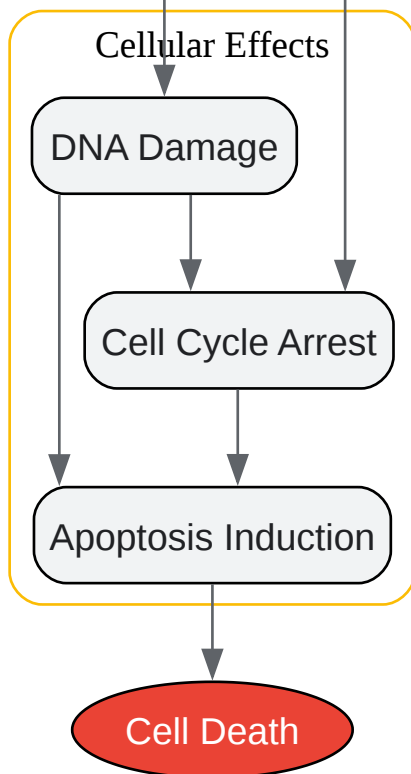 Cellular Effects
DNA Damage
Cell Cycle Arrest
Apoptosis Induction
Cell Death